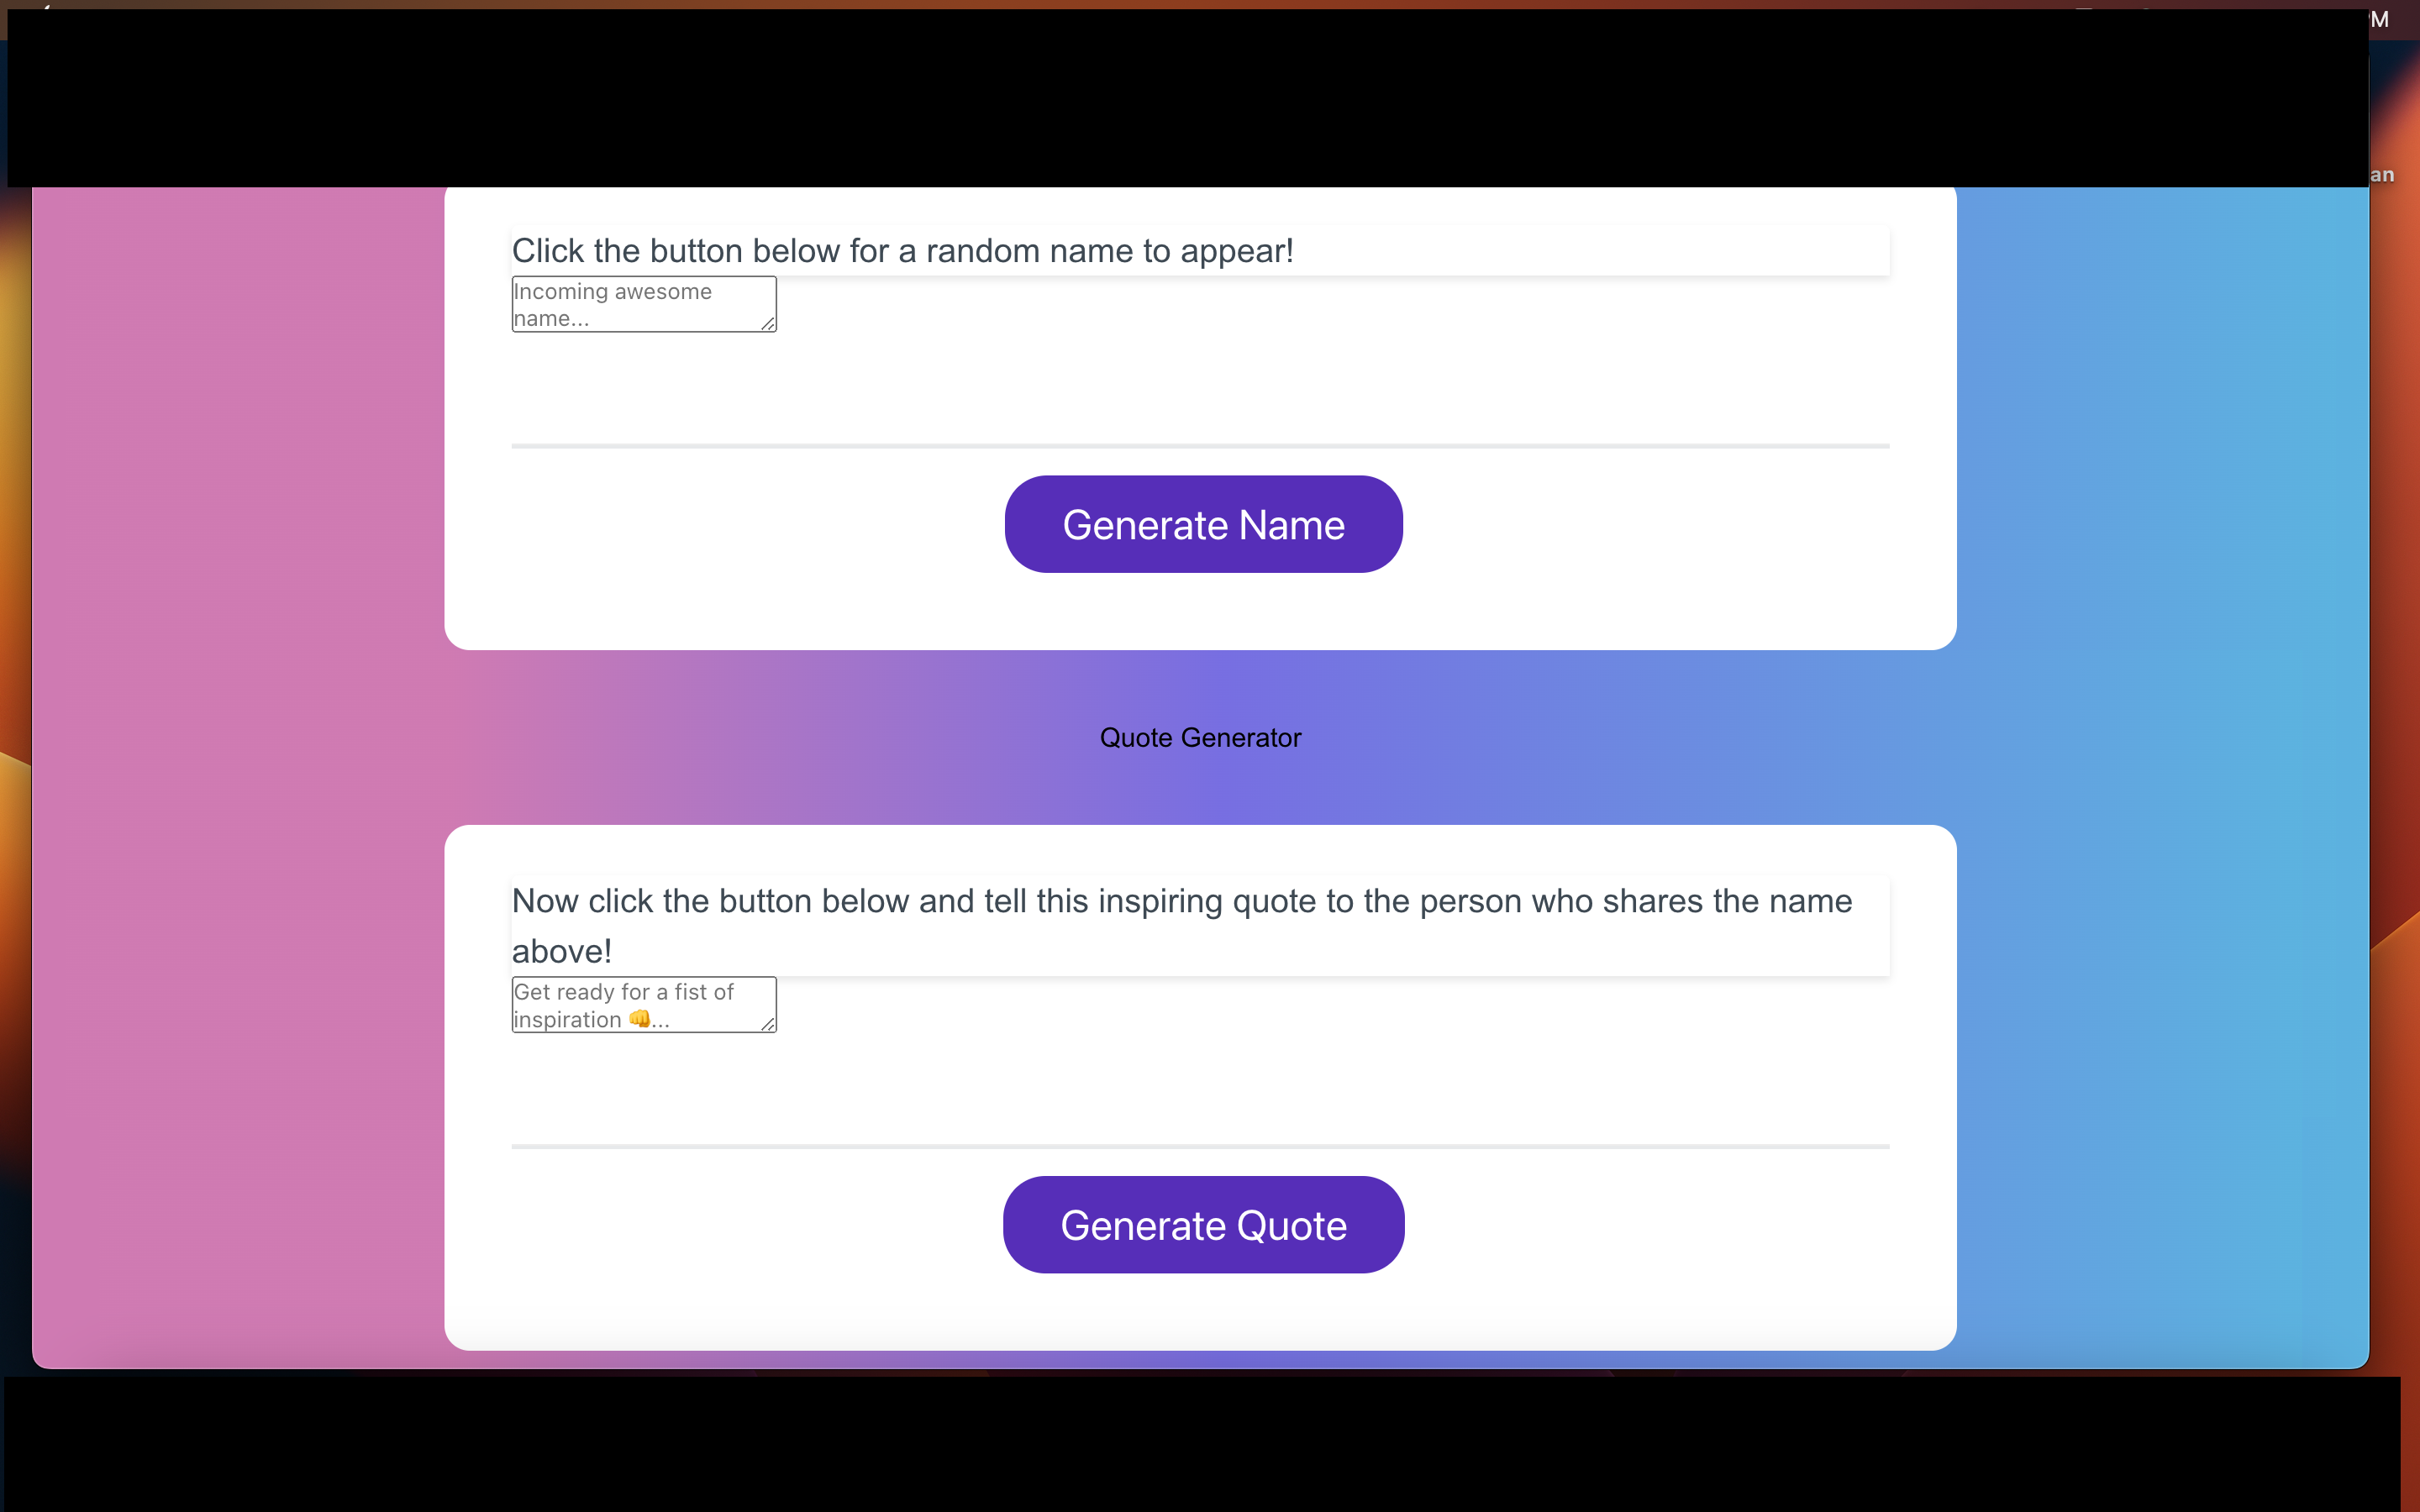 Click the button below for a random name to appear!
Incoming awesome
name...
Generate Name
Quote Generator
Now click the button below and tell this inspiring quote to the person who shares the name
above!
Get ready for a fist of
inspiration 👊...
Generate Quote